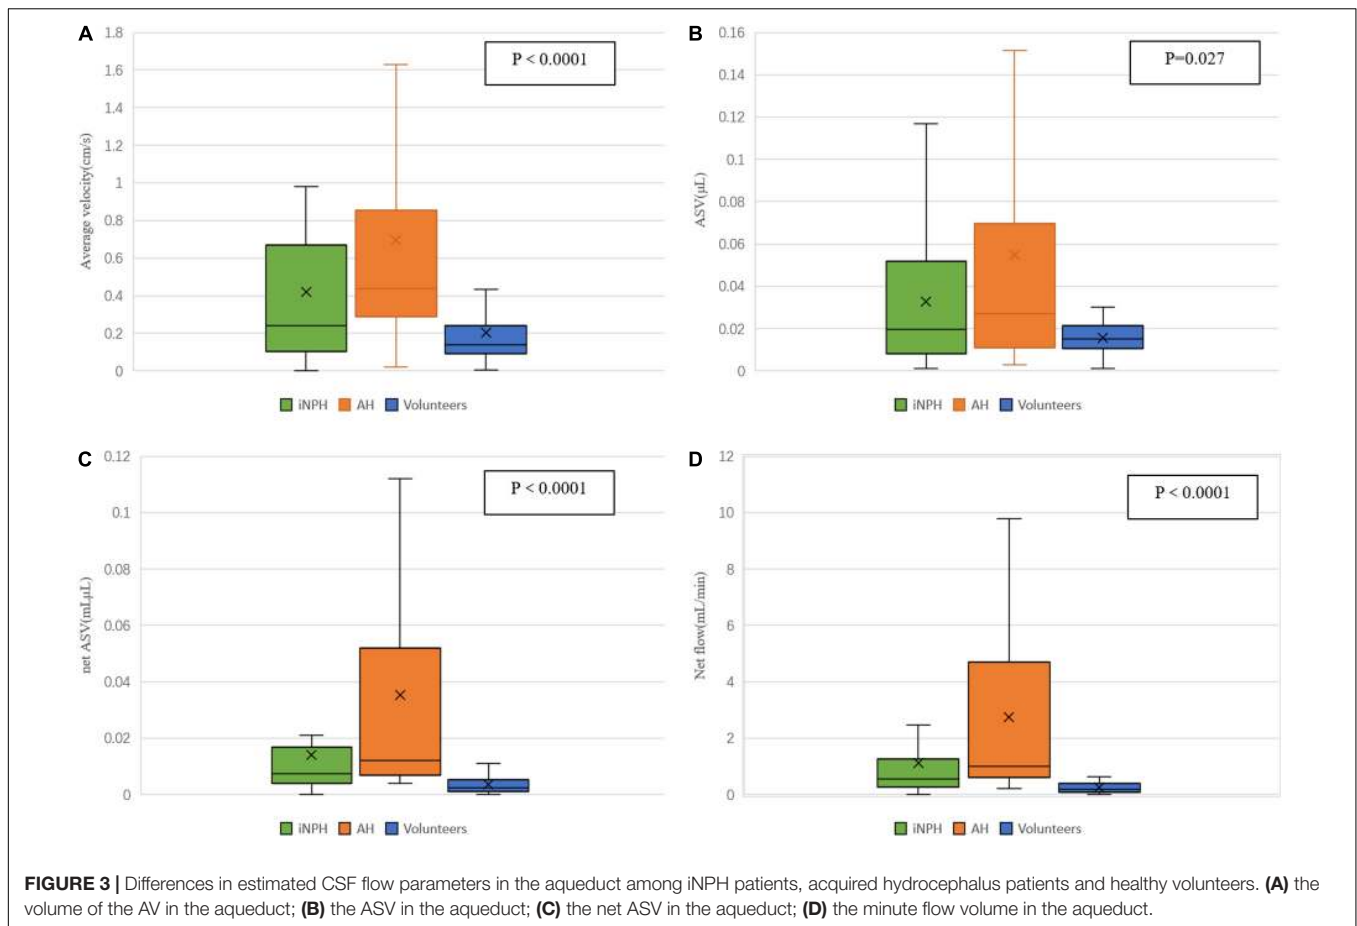 A
1.8
1.6
1.4
1.2
1
0.8
0.6
0.4
0.2
0
Average velocity(cm/s)
P < 0.0001
iNPH AH Volunteers
B
0.16
0.14
0.12
0.1
0.08
0.06
0.04
0.02
0
ASV(μL)
P=0.027
iNPH AH Volunteers
C
0.12
0.1
0.08
0.06
0.04
0.02
0
net ASV(mLμL)
P < 0.0001
iNPH AH Volunteers
D
12
10
8
6
4
2
0
Net flow(mL/min)
P < 0.0001
iNPH AH Volunteers
FIGURE 3 | Differences in estimated CSF flow parameters in the aqueduct among iNPH patients, acquired hydrocephalus patients and healthy volunteers. (A) the
volume of the AV in the aqueduct; (B) the ASV in the aqueduct; (C) the net ASV in the aqueduct; (D) the minute flow volume in the aqueduct.